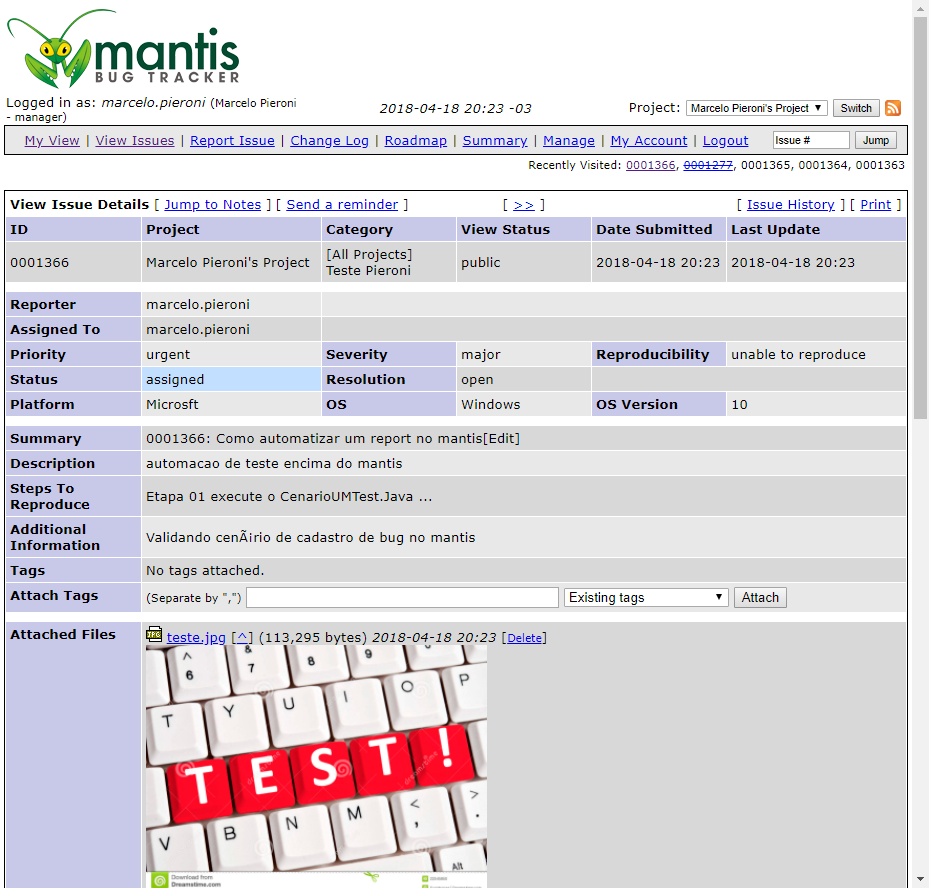 mantis
BUG TRACKER
Logged in as: marcelo.pieroni (Marcelo Pieroni - manager)
2018-04-18 20:23 -03
Project: Marcelo Pieroni's Project Switch
My View | View Issues | Report Issue | Change Log | Roadmap | Summary | Manage | My Account | Logout
Issue # Jump
Recently Visited: 0001366, 0001277, 0001365, 0001364, 0001363
View Issue Details [ Jump to Notes ] [ Send a reminder ] [ >> ] [ Issue History ] [ Print ]
ID Project Category View Status Date Submitted Last Update
0001366 Marcelo Pieroni's Project [All Projects] Teste Pieroni public 2018-04-18 20:23 2018-04-18 20:23
Reporter marcelo.pieroni
Assigned To marcelo.pieroni
Priority urgent Severity major Reproducibility unable to reproduce
Status assigned Resolution open
Platform Microsft OS Windows OS Version 10
Summary 0001366: Como automatizar um report no mantis[Edit]
Description automacao de teste encima do mantis
Steps To Reproduce Etapa 01 execute o CenarioUMTest.Java ...
Additional Information Validando cenÃ¡rio de cadastro de bug no mantis
Tags No tags attached.
Attach Tags (Separate by ",") Existing tags Attach
Attached Files teste.jpg [^] (113,295 bytes) 2018-04-18 20:23 [Delete]
^ 6 & 7 8 9
T Y U I O P
T E S T !
V B N M < , > .
Alt
Download from
Dreamstime.com